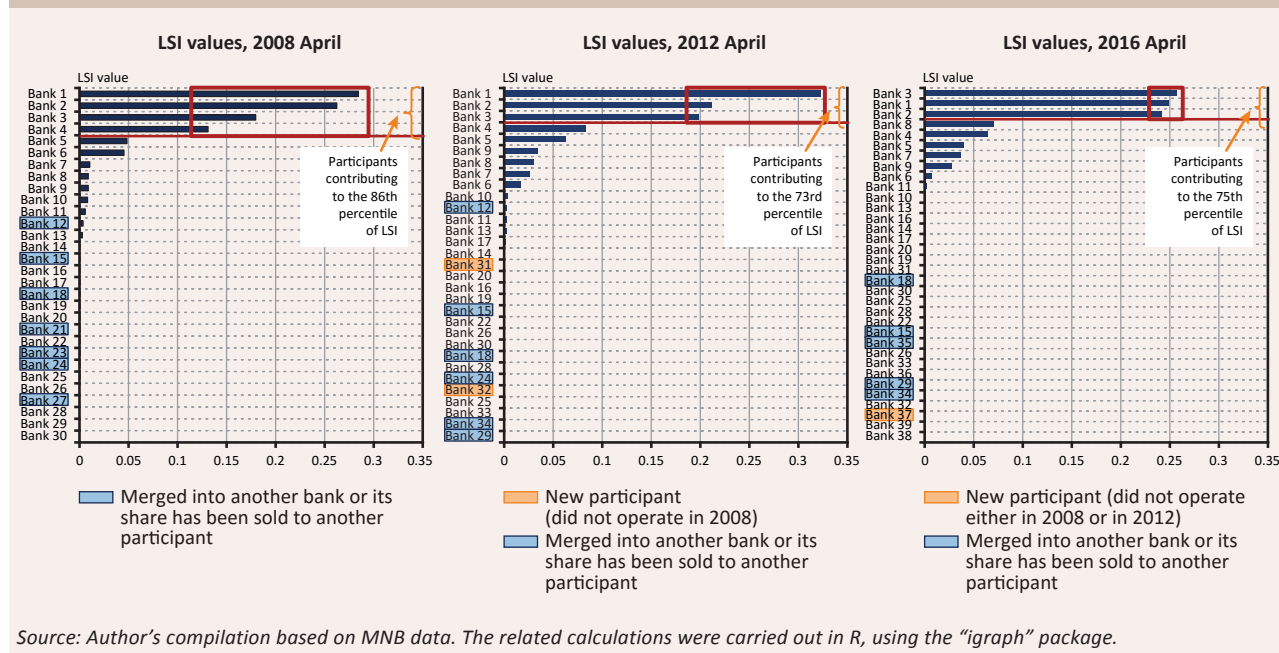 LSI values, 2008 April
LSI value
Bank 1
Bank 2
Bank 3
Bank 4
Bank 5
Bank 6
Bank 7
Bank 8
Bank 9
Bank 10
Bank 11
Bank 12
Bank 13
Bank 14
Bank 15
Bank 16
Bank 17
Bank 18
Bank 19
Bank 20
Bank 21
Bank 22
Bank 23
Bank 24
Bank 25
Bank 26
Bank 27
Bank 28
Bank 29
Bank 30
Participants
contributing
to the 86th
percentile
of LSI
0 0.05 0.1 0.15 0.2 0.25 0.3 0.35
Merged into another bank or its
share has been sold to another
participant
LSI values, 2012 April
LSI value
Bank 1
Bank 2
Bank 3
Bank 4
Bank 5
Bank 9
Bank 8
Bank 7
Bank 6
Bank 10
Bank 12
Bank 11
Bank 13
Bank 17
Bank 14
Bank 31
Bank 20
Bank 16
Bank 19
Bank 15
Bank 22
Bank 26
Bank 30
Bank 18
Bank 28
Bank 24
Bank 32
Bank 25
Bank 33
Bank 34
Bank 29
Participants
contributing
to the 73rd
percentile
of LSI
0 0.05 0.1 0.15 0.2 0.25 0.3 0.35
New participant
(did not operate in 2008)
Merged into another bank or its
share has been sold to another
participant
LSI values, 2016 April
LSI value
Bank 3
Bank 1
Bank 2
Bank 8
Bank 4
Bank 5
Bank 7
Bank 9
Bank 6
Bank 11
Bank 10
Bank 13
Bank 16
Bank 14
Bank 17
Bank 20
Bank 19
Bank 31
Bank 18
Bank 30
Bank 25
Bank 28
Bank 22
Bank 15
Bank 35
Bank 26
Bank 33
Bank 36
Bank 29
Bank 34
Bank 32
Bank 37
Bank 39
Bank 38
Participants
contributing
to the 75th
percentile
of LSI
0 0.05 0.1 0.15 0.2 0.25 0.3 0.35
New participant (did not operate
either in 2008 or in 2012)
Merged into another bank or its
share has been sold to another
participant
Source: Author's compilation based on MNB data. The related calculations were carried out in R, using the “igraph” package.